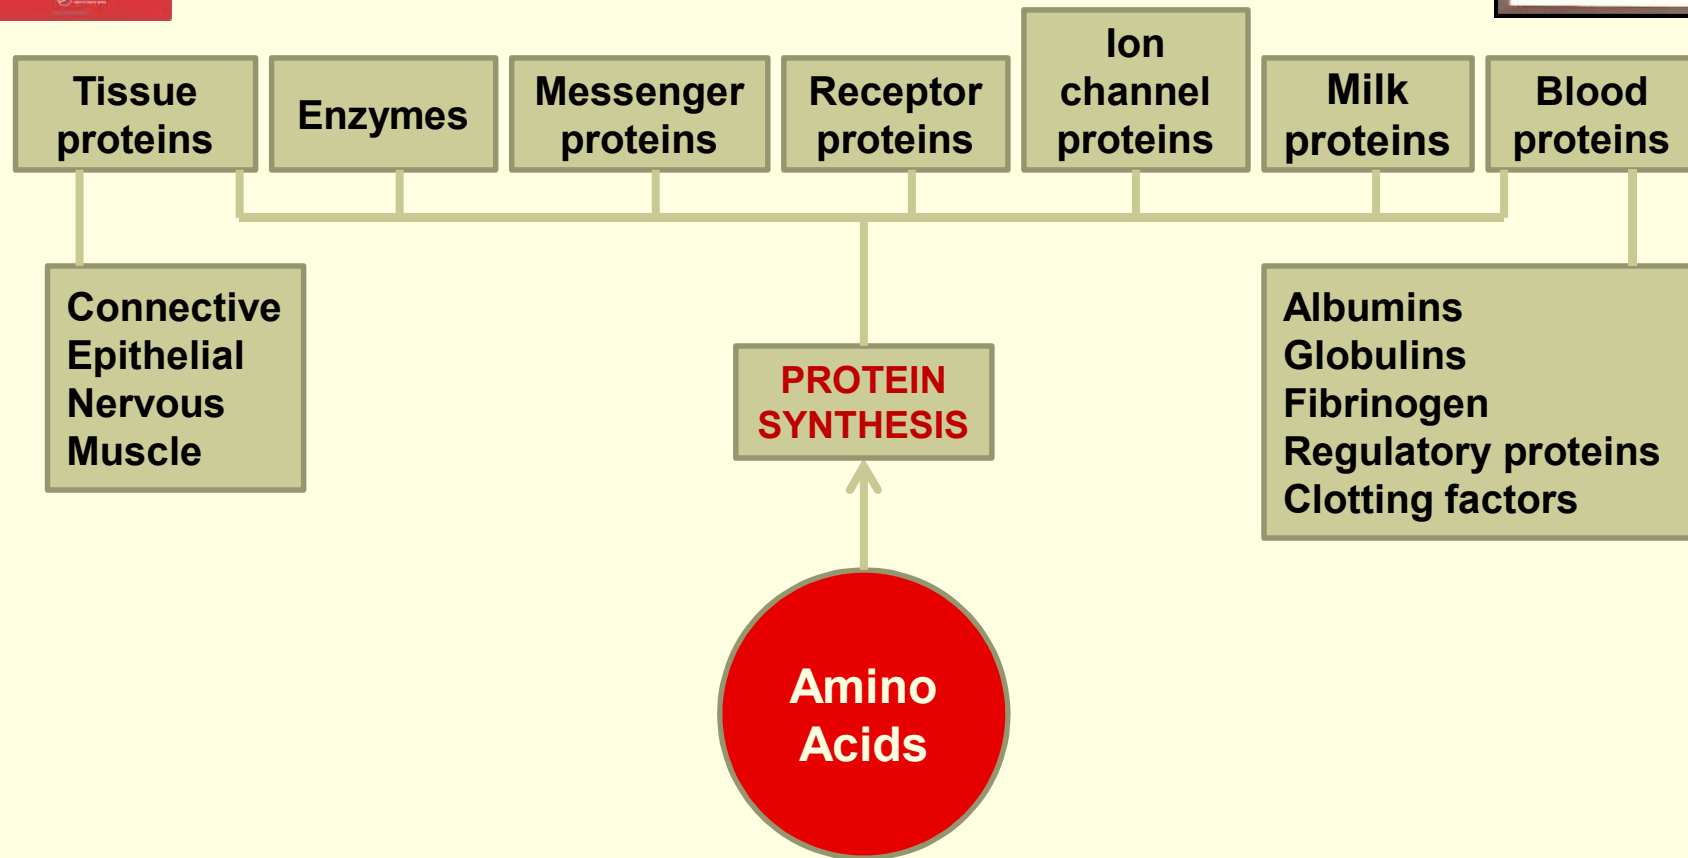 Tissue
proteins
Enzymes
Messenger
proteins
Receptor
proteins
Ion
channel
proteins
Milk
proteins
Blood
proteins
Connective
Epithelial
Nervous
Muscle
Albumins
Globulins
Fibrinogen
Regulatory proteins
Clotting factors
PROTEIN
SYNTHESIS
Amino
Acids